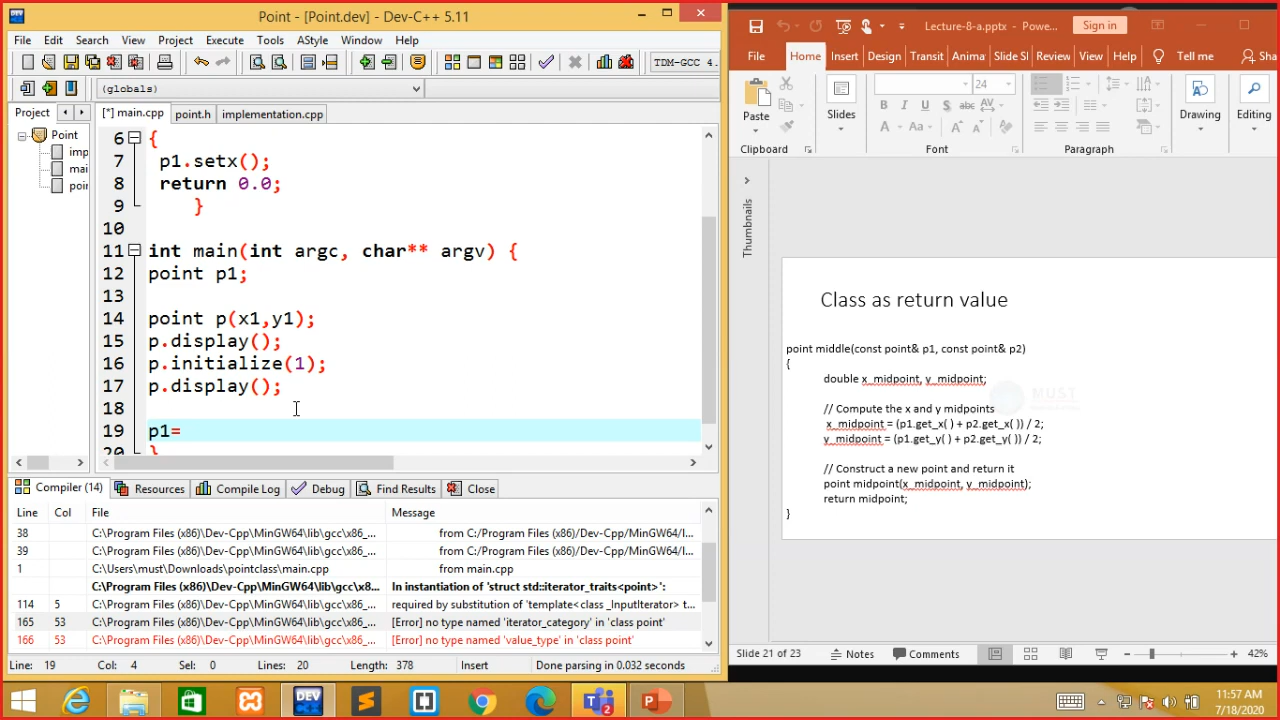 Point - [Point.dev] - Dev-C++ 5.11
File Edit Search View Project Execute Tools AStyle Window Help
TDM-GCC 4.
(globals)
Project
[*] main.cpp point.h implementation.cpp
Point
imp
mai
poin
6 {
7 p1.setx();
8 return 0.0;
9 }
10
11 int main(int argc, char** argv) {
12 point p1;
13
14 point p(x1,y1);
15 p.display();
16 p.initialize(1);
17 p.display();
18
19 p1=
20 }
Compiler (14) Resources Compile Log Debug Find Results Close
Line Col File Message
38 C:\Program Files (x86)\Dev-Cpp\MinGW64\lib\gcc\x86_... from C:/Program Files (x86)/Dev-Cpp/MinGW64/l...
39 C:\Program Files (x86)\Dev-Cpp\MinGW64\lib\gcc\x86_... from C:/Program Files (x86)/Dev-Cpp/MinGW64/l...
1 C:\Users\must\Downloads\pointclass\main.cpp from main.cpp
C:\Program Files (x86)\Dev-Cpp\MinGW64\lib\gcc\x8... In instantiation of 'struct std::iterator_traits<point>':
114 5 C:\Program Files (x86)\Dev-Cpp\MinGW64\lib\gcc\x86_... required by substitution of 'template<class _InputIterator> t...
165 53 C:\Program Files (x86)\Dev-Cpp\MinGW64\lib\gcc\x86_... [Error] no type named 'iterator_category' in 'class point'
166 53 C:\Program Files (x86)\Dev-Cpp\MinGW64\lib\gcc\x86_... [Error] no type named 'value_type' in 'class point'
Line: 19 Col: 4 Sel: 0 Lines: 20 Length: 378 Insert Done parsing in 0.032 seconds
Lecture-8-a.pptx - Powe... Sign in
File Home Insert Design Transit Anima Slide Sl Review View Help Tell me Sha
24
Paste Slides Drawing Editing
Clipboard Font Paragraph
Thumbnails
Class as return value
point middle(const point& p1, const point& p2)
{
double x_midpoint, y_midpoint;
MUST
// Compute the x and y midpoints
x_midpoint = (p1.get_x( ) + p2.get_x( )) / 2;
y_midpoint = (p1.get_y( ) + p2.get_y( )) / 2;
// Construct a new point and return it
point midpoint(x_midpoint, y_midpoint);
return midpoint;
}
Slide 21 of 23 Notes Comments 42%
11:57 AM
7/18/2020